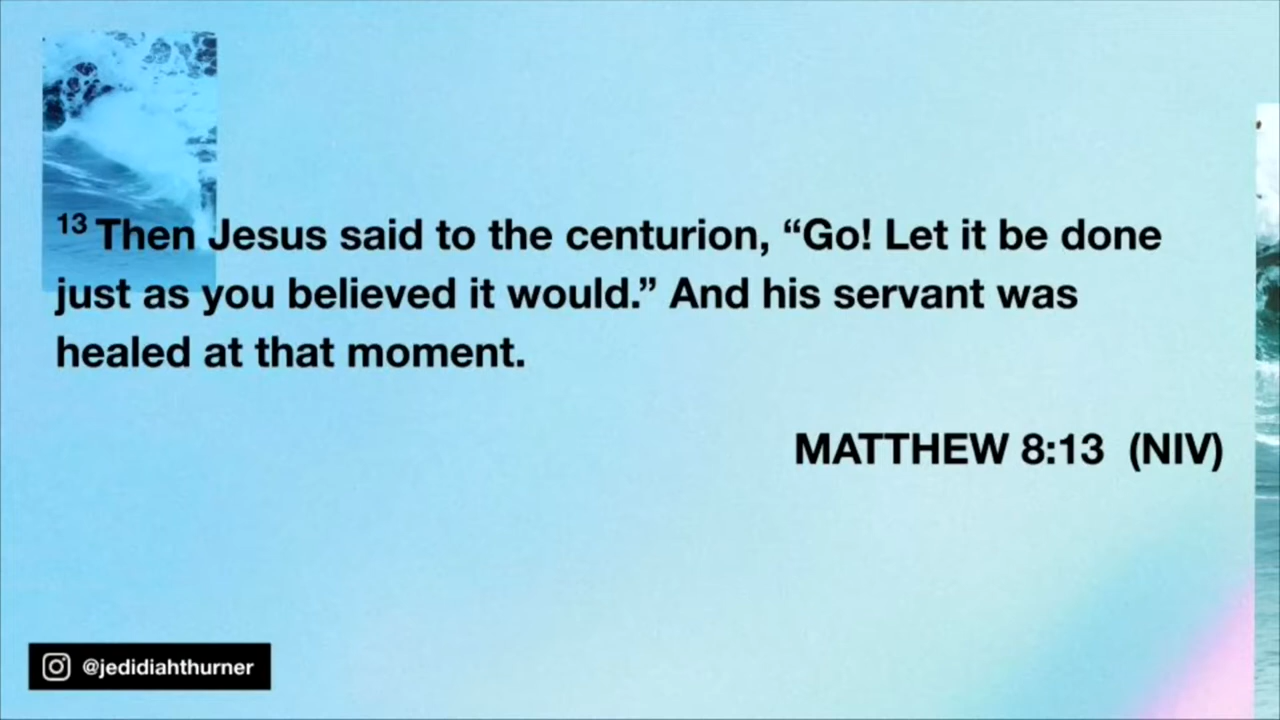 13 Then Jesus said to the centurion, “Go! Let it be done
just as you believed it would.” And his servant was
healed at that moment.
MATTHEW 8:13 (NIV)
@jedidiahthurner